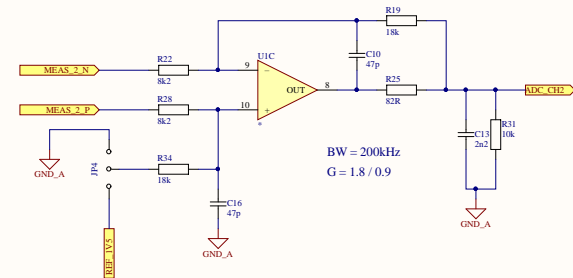 R19
18k
R22
U1C
C10
47p
MEAS_2_N
9
8k2
R25
8
OUT
ADC_CH2
R28
82R
MEAS_2_P
10
8k2
*
R31
10k
C13
2n2
BW = 200kHz
G = 1.8 / 0.9
R34
JP4
GND_A
18k
C16
47p
GND_A
GND_A
REF_1V5